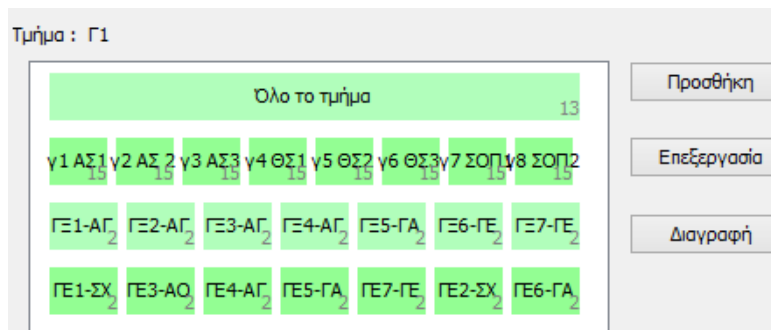 Τμήμα : Γ1
Όλο το τμήμα
13
Προσθήκη
γ1 ΑΣ1 γ2 ΑΣ 2 γ3 ΑΣ3 γ4 ΘΣ1 γ5 ΘΣ2 γ6 ΘΣ3 γ7 ΣΟΠ1 γ8 ΣΟΠ2
15 15 15 15 15 15 15 15
Επεξεργασία
ΓΞ1-ΑΓ ΓΞ2-ΑΓ ΓΞ3-ΑΓ ΓΞ4-ΑΓ ΓΞ5-ΓΑ ΓΞ6-ΓΕ ΓΞ7-ΓΕ
2 2 2 2 2 2 2
Διαγραφή
ΓΕ1-ΣΧ ΓΕ3-ΑΟ ΓΕ4-ΑΓ ΓΕ5-ΓΑ ΓΕ7-ΓΕ ΓΕ2-ΣΧ ΓΕ6-ΓΑ
2 2 2 2 2 2 2